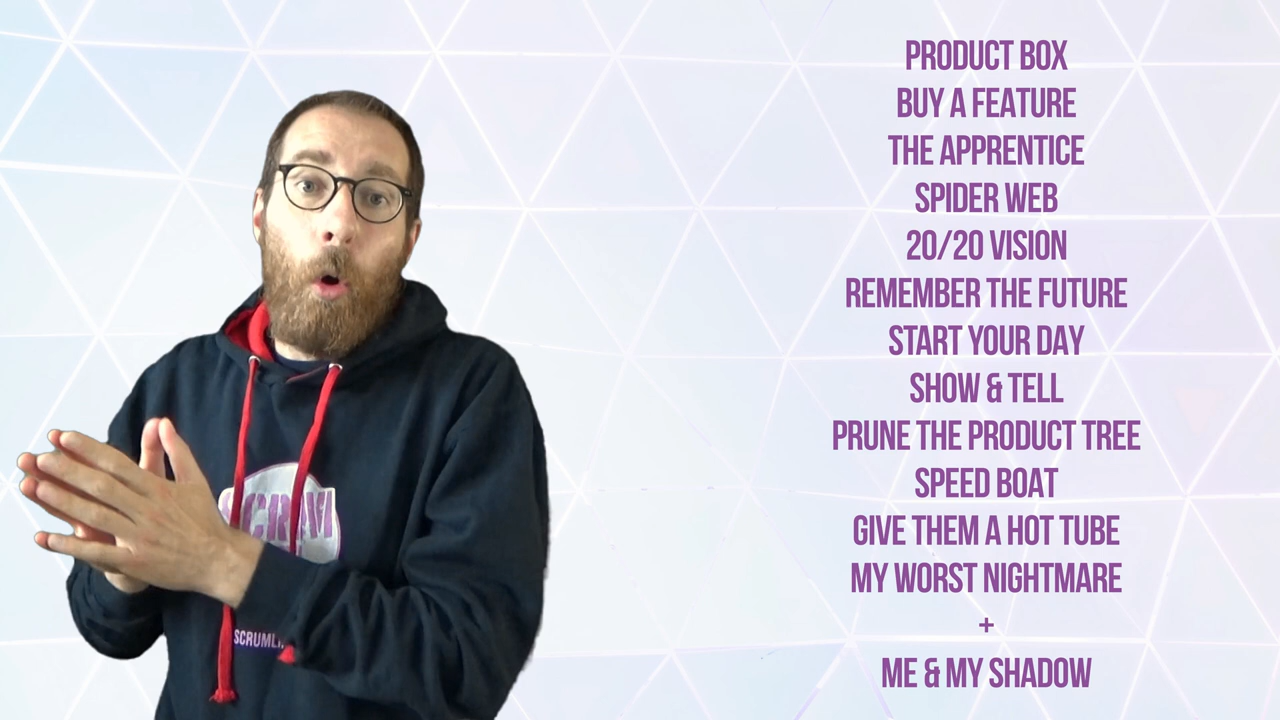 PRODUCT BOX
BUY A FEATURE
THE APPRENTICE
SPIDER WEB
20/20 VISION
REMEMBER THE FUTURE
START YOUR DAY
SHOW & TELL
PRUNE THE PRODUCT TREE
SPEED BOAT
GIVE THEM A HOT TUBE
MY WORST NIGHTMARE
+
ME & MY SHADOW